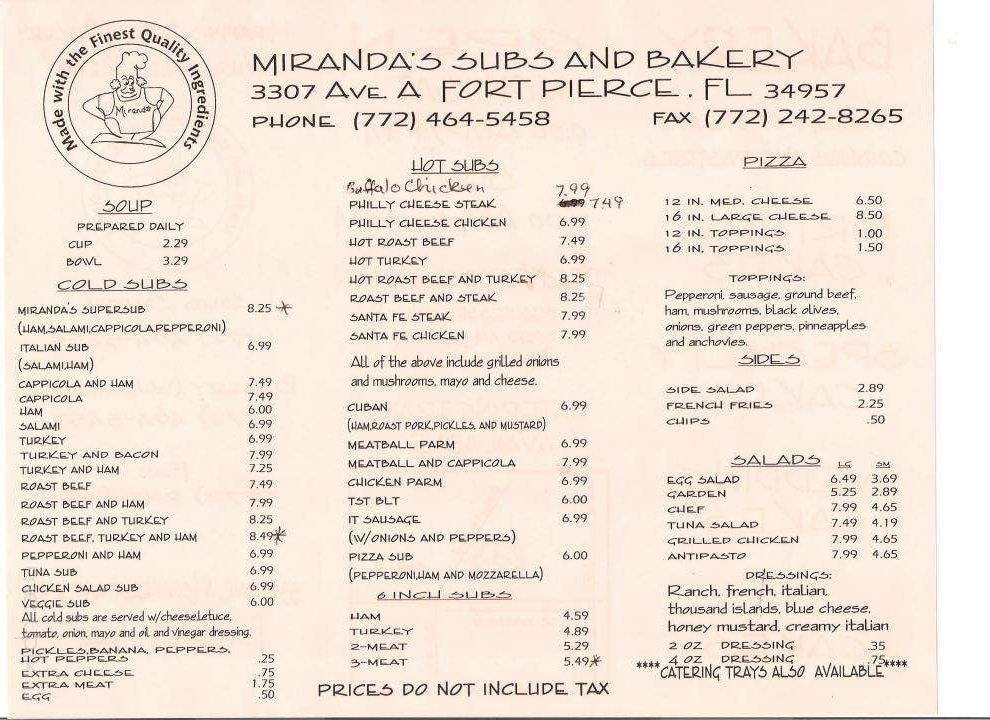 Made with the Finest Quality Ingredients
Miranda
MIRANDA'S SUBS AND BAKERY
3307 AVE A FORT PIERCE. FL 34957
PHONE (772) 464-5458 FAX (772) 242-8265
SOUP
PREPARED DAILY
CUP 2.29
BOWL 3.29
COLD SUBS
MIRANDA'S SUPERSUB 8.25 *
(HAM,SALAMI,CAPPICOLA,PEPPERONI)
ITALIAN SUB 6.99
(SALAMI,HAM)
CAPPICOLA AND HAM 7.49
CAPPICOLA 7.49
HAM 6.00
SALAMI 6.99
TURKEY 6.99
TURKEY AND BACON 7.99
TURKEY AND HAM 7.25
ROAST BEEF 7.49
ROAST BEEF AND HAM 7.99
ROAST BEEF AND TURKEY 8.25
ROAST BEEF, TURKEY AND HAM 8.49*
PEPPERONI AND HAM 6.99
TUNA SUB 6.99
CHICKEN SALAD SUB 6.99
VEGGIE SUB 6.00
All cold subs are served w/cheese,letuce,
tomato, onion, mayo and oil and vinegar dressing.
PICKLES,BANANA, PEPPERS,
HOT PEPPERS .25
EXTRA CHEESE .75
EXTRA MEAT 1.75
EGG .50
HOT SUBS
Buffalo Chicken 7.99
PHILLY CHEESE STEAK 7.49
PHILLY CHEESE CHICKEN 6.99
HOT ROAST BEEF 7.49
HOT TURKEY 6.99
HOT ROAST BEEF AND TURKEY 8.25
ROAST BEEF AND STEAK 8.25
SANTA FE STEAK 7.99
SANTA FE CHICKEN 7.99
All of the above include grilled onions
and mushrooms, mayo and cheese.
CUBAN 6.99
(HAM,ROAST PORK,PICKLES, AND MUSTARD)
MEATBALL PARM 6.99
MEATBALL AND CAPPICOLA 7.99
CHICKEN PARM 6.99
TST BLT 6.00
IT SAUSAGE 6.99
(W/ONIONS AND PEPPERS)
PIZZA SUB 6.00
(PEPPERONI,HAM AND MOZZARELLA)
6 INCH SUBS
HAM 4.59
TURKEY 4.89
2-MEAT 5.29
3-MEAT 5.49*
PRICES DO NOT INCLUDE TAX
PIZZA
12 IN. MED. CHEESE 6.50
16 IN. LARGE CHEESE 8.50
12 IN. TOPPINGS 1.00
16 IN. TOPPINGS 1.50
TOPPINGS:
Pepperoni, sausage, ground beef,
ham, mushrooms, black olives,
onions, green peppers, pinneapples
and anchovies.
SIDES
SIDE SALAD 2.89
FRENCH FRIES 2.25
CHIPS .50
SALADS LG SM
EGG SALAD 6.49 3.69
GARDEN 5.25 2.89
CHEF 7.99 4.65
TUNA SALAD 7.49 4.19
GRILLED CHICKEN 7.99 4.65
ANTIPASTO 7.99 4.65
DRESSINGS:
Ranch, french, italian,
thousand islands, blue cheese,
honey mustard, creamy italian
2 OZ DRESSING .35
4 OZ DRESSING .75
****CATERING TRAYS ALSO AVAILABLE****